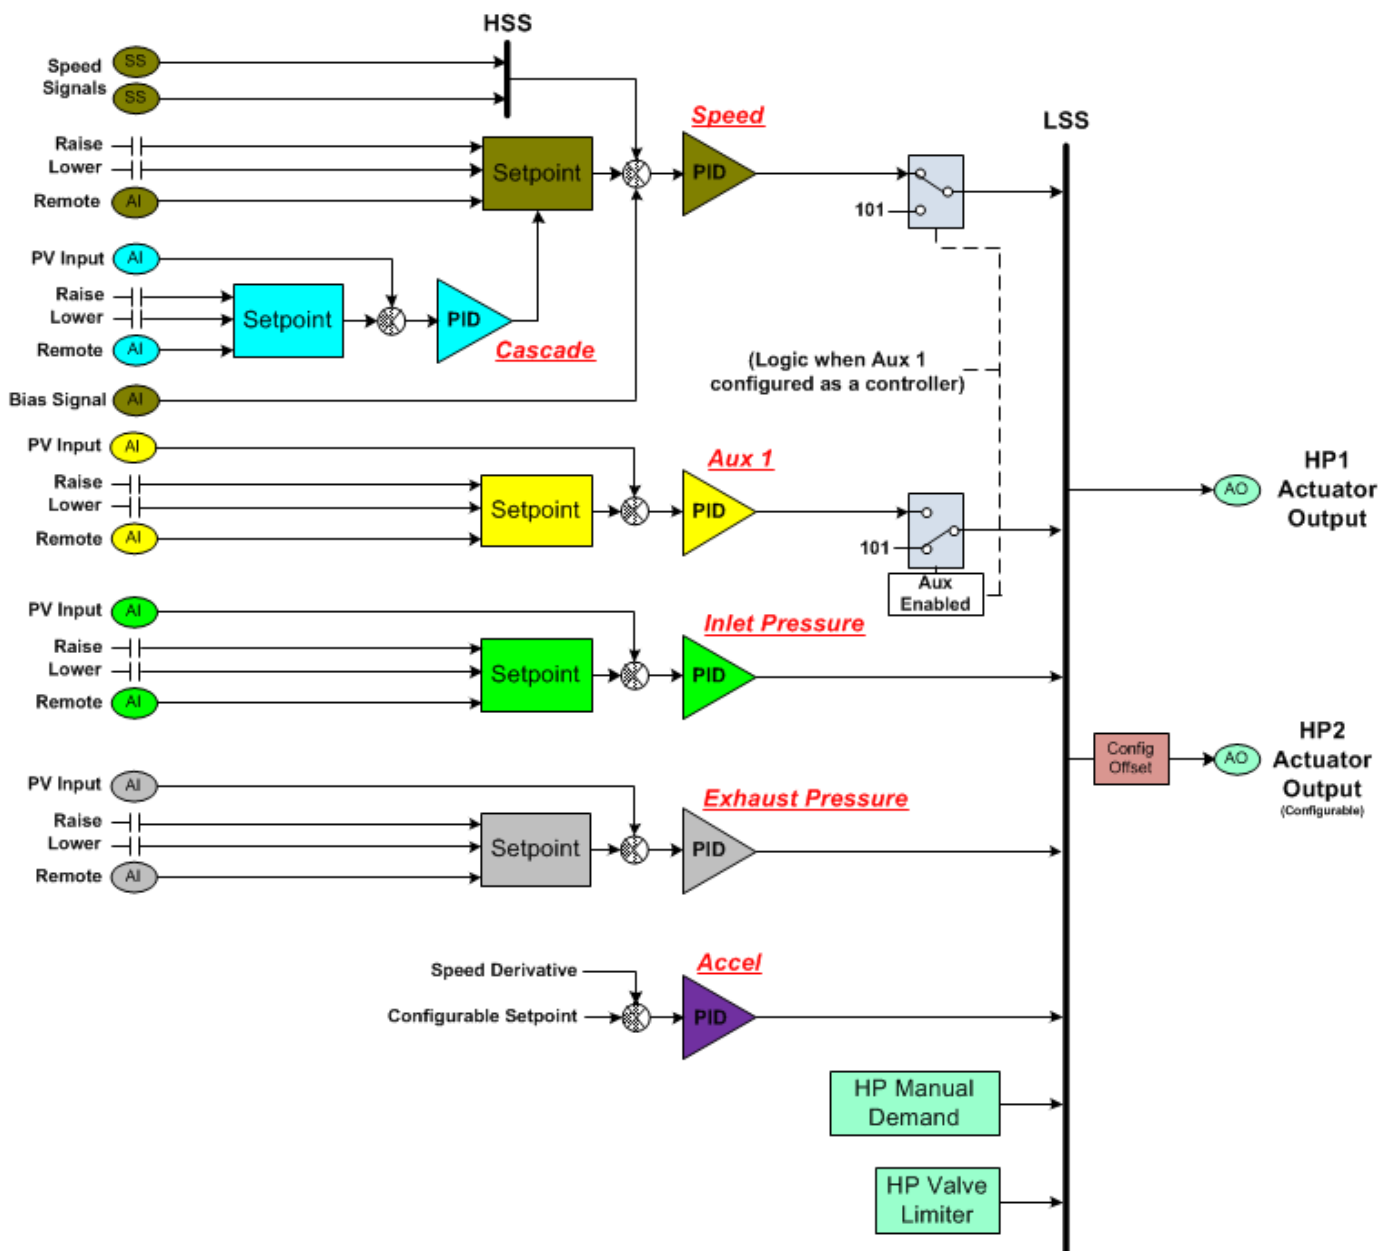 HSS
Speed
Signals
SS
SS
Raise
Lower
Remote
AI
Setpoint
Speed
PID
101
LSS
PV Input
AI
Raise
Lower
Remote
AI
Setpoint
PID
Cascade
Bias Signal
AI
(Logic when Aux 1
configured as a controller)
PV Input
AI
Raise
Lower
Remote
AI
Setpoint
Aux 1
PID
101
Aux
Enabled
HP1
Actuator
Output
AO
PV Input
AI
Raise
Lower
Remote
AI
Setpoint
Inlet Pressure
PID
Config
Offset
AO
HP2
Actuator
Output
(Configurable)
PV Input
AI
Raise
Lower
Remote
AI
Setpoint
Exhaust Pressure
PID
Speed Derivative
Configurable Setpoint
Accel
PID
HP Manual
Demand
HP Valve
Limiter